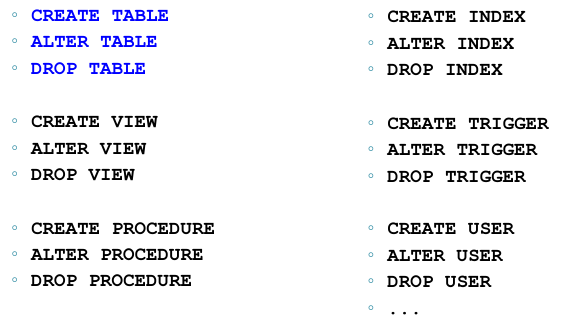 CREATE TABLE
ALTER TABLE
DROP TABLE
CREATE VIEW
ALTER VIEW
DROP VIEW
CREATE PROCEDURE
ALTER PROCEDURE
DROP PROCEDURE
CREATE INDEX
ALTER INDEX
DROP INDEX
CREATE TRIGGER
ALTER TRIGGER
DROP TRIGGER
CREATE USER
ALTER USER
DROP USER
...